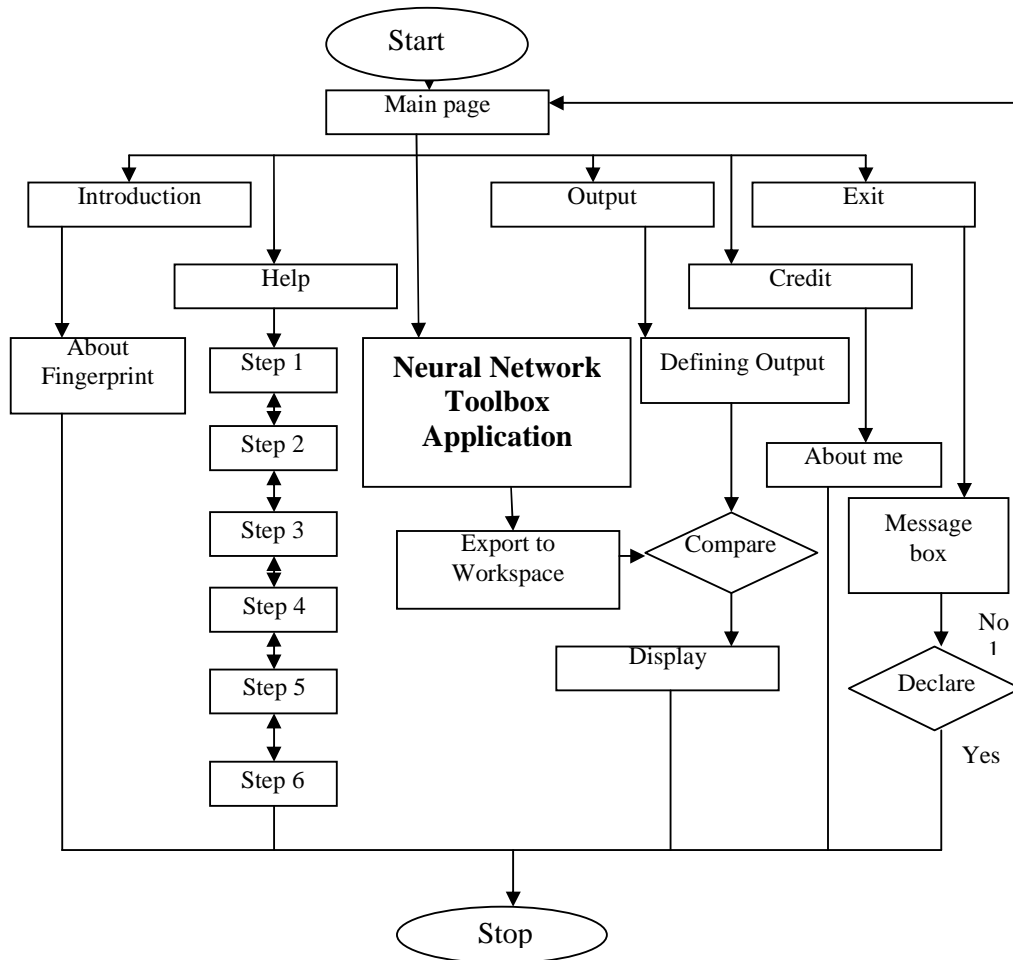 Start
Main page
Introduction
Output
Exit
Help
Credit
About
Fingerprint
Step 1
Neural Network
Toolbox
Application
Defining Output
Step 2
About me
Step 3
Export to
Workspace
Compare
Message
box
Step 4
No
Display
Step 5
Declare
Yes
Step 6
Stop